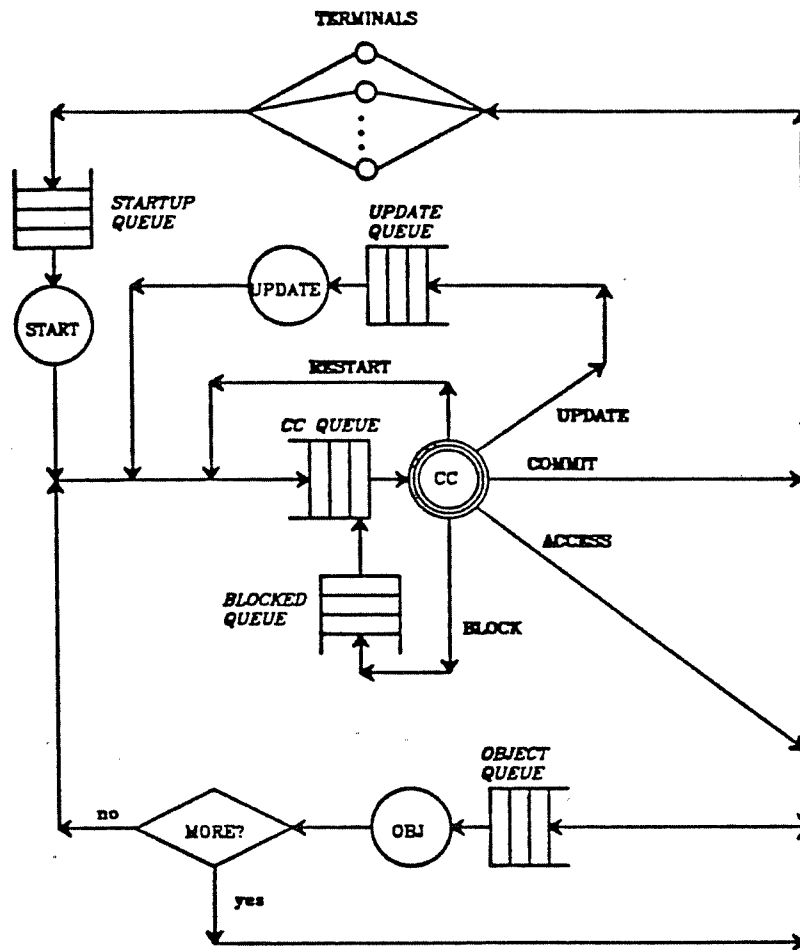 TERMINALS
STARTUP
QUEUE
UPDATE
QUEUE
UPDATE
START
RESTART
CC QUEUE
UPDATE
CC
COMMIT
ACCESS
BLOCKED
QUEUE
BLOCK
OBJECT
QUEUE
no
MORE?
OBJ
yes